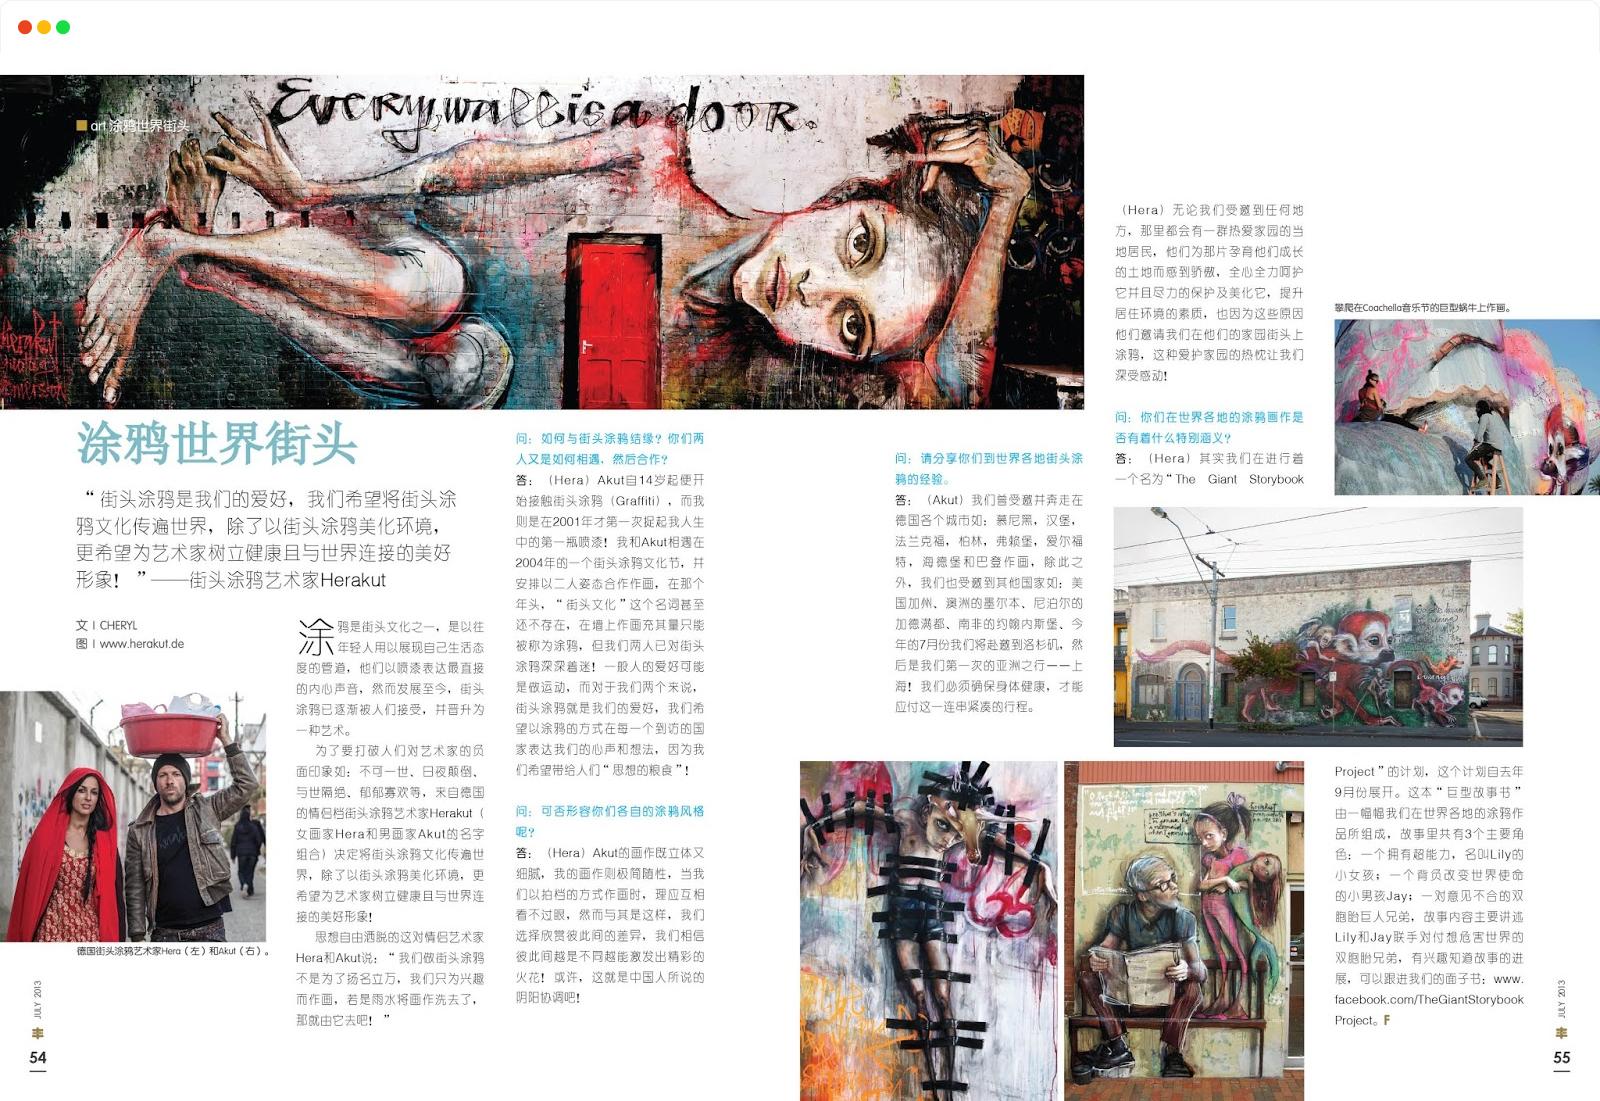 Every wall is a door.
art 涂鸦世界街头
涂鸦世界街头
“ 街头涂鸦是我们的爱好，我们希望将街头涂
鸦文化传遍世界，除了以街头涂鸦美化环境，
更希望为艺术家树立健康且与世界连接的美好
形象！ ”——街头涂鸦艺术家Herakut
文 I CHERYL
图 I www.herakut.de
德国街头涂鸦艺术家Hera（左）和Akut（右）。
涂鸦是街头文化之一，是以往
年轻人用以展现自己生活态
度的管道，他们以喷漆表达最直接
的内心声音，然而发展至今，街头
涂鸦已逐渐被人们接受，并晋升为
一种艺术。
为了要打破人们对艺术家的负
面印象如：不可一世、日夜颠倒、
与世隔绝、郁郁寡欢等，来自德国
的情侣档街头涂鸦艺术家Herakut（
女画家Hera和男画家Akut的名字
组合）决定将街头涂鸦文化传遍世
界，除了以街头涂鸦美化环境，更
希望为艺术家树立健康且与世界连
接的美好形象！
思想自由洒脱的这对情侣艺术家
Hera和Akut说：“ 我们做街头涂鸦
不是为了扬名立万，我们只为兴趣
而作画，若是雨水将画作洗去了，
那就由它去吧！ ”
问：如何与街头涂鸦结缘？你们两
人又是如何相遇，然后合作？
答：（Hera）Akut自14岁起便开
始接触街头涂鸦（Graffiti），而我
则是在2001年才第一次捉起我人生
中的第一瓶喷漆！我和Akut相遇在
2004年的一个街头涂鸦文化节，并
安排以二人姿态合作作画，在那个
年头，“ 街头文化 ” 这个名词甚至
还不存在，在墙上作画充其量只能
被称为涂鸦，但我们两人已对街头
涂鸦深深着迷！一般人的爱好可能
是做运动，而对于我们两个来说，
街头涂鸦就是我们的爱好，我们希
望以涂鸦的方式在每一个到访的国
家表达我们的心声和想法，因为我
们希望带给人们 “ 思想的粮食 ”！
问：可否形容你们各自的涂鸦风格
呢？
答：（Hera）Akut的画作既立体又
细腻，我的画作则极简随性，当我
们以拍档的方式作画时，理应互相
看不过眼，然而与其是这样，我们
选择欣赏彼此间的差异，我们相信
彼此间越是不同越能激发出精彩的
火花！或许，这就是中国人所说的
阴阳协调吧！
JULY 2013
54
问：请分享你们到世界各地街头涂
鸦的经验。
答：（Akut）我们曾受邀并奔走在
德国各个城市如：慕尼黑，汉堡，
法兰克福，柏林，弗赖堡，爱尔福
特，海德堡和巴登作画，除此之
外，我们也受邀到其他国家如：美
国加州、澳洲的墨尔本、尼泊尔的
加德满都、南非的约翰内斯堡、今
年的7月份我们将赴邀到洛杉矶，然
后是我们第一次的亚洲之行——上
海！我们必须确保身体健康，才能
应付这一连串紧凑的行程。
（Hera）无论我们受邀到任何地
方，那里都会有一群热爱家园的当
地居民，他们为那片孕育他们成长
的土地而感到骄傲，全心全力呵护
它并且尽力的保护及美化它，提升
居住环境的素质，也因为这些原因
他们邀请我们在他们的家园街头上
涂鸦，这种爱护家园的热忱让我们
深受感动！
问：你们在世界各地的涂鸦画作是
否有着什么特别涵义？
答：（Hera）其实我们在进行着
一个名为 “ The Giant Storybook
攀爬在Coachella音乐节的巨型蜗牛上作画。
Project ” 的计划，这个计划自去年
9月份展开。这本 “ 巨型故事书 ”
由一幅幅我们在世界各地的涂鸦作
品所组成，故事里共有3个主要角
色：一个拥有超能力，名叫Lily的
小女孩；一个背负改变世界使命
的小男孩Jay；一对意见不合的双
胞胎巨人兄弟，故事内容主要讲述
Lily和Jay联手对付想危害世界的
双胞胎兄弟，有兴趣知道故事的进
展，可以跟进我们的面子书：www.
facebook.com/TheGiantStorybook
Project。F
JULY 2013
55